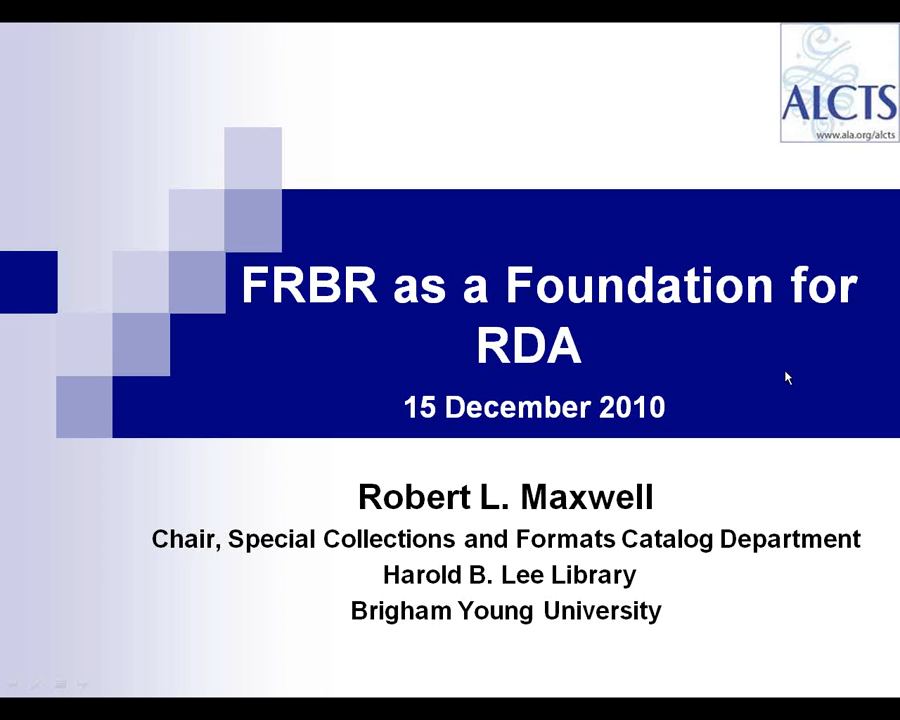 ALCTS
www.ala.org/alcts
FRBR as a Foundation for
RDA
15 December 2010
Robert L. Maxwell
Chair, Special Collections and Formats Catalog Department
Harold B. Lee Library
Brigham Young University